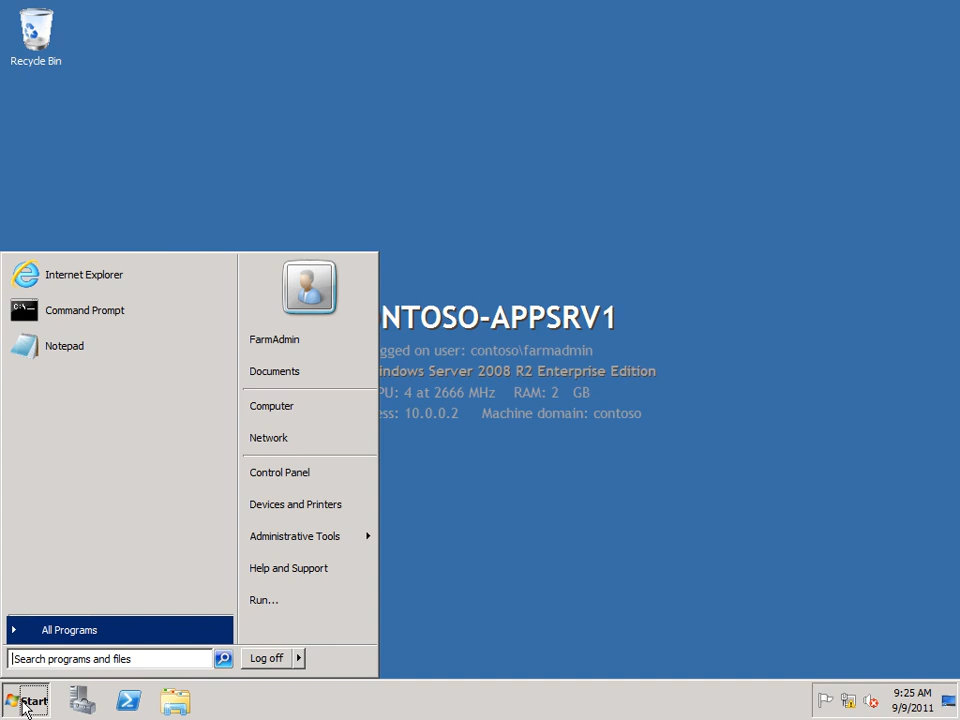 Recycle Bin
Internet Explorer
Command Prompt
Notepad
All Programs
Search programs and files
FarmAdmin
Documents
Computer
Network
Control Panel
Devices and Printers
Administrative Tools
Help and Support
Run...
Log off
NTOSO-APPSRV1
gged on user: contoso\farmadmin
indows Server 2008 R2 Enterprise Edition
PU: 4 at 2666 MHz RAM: 2 GB
ess: 10.0.0.2 Machine domain: contoso
Start
9:25 AM
9/9/2011